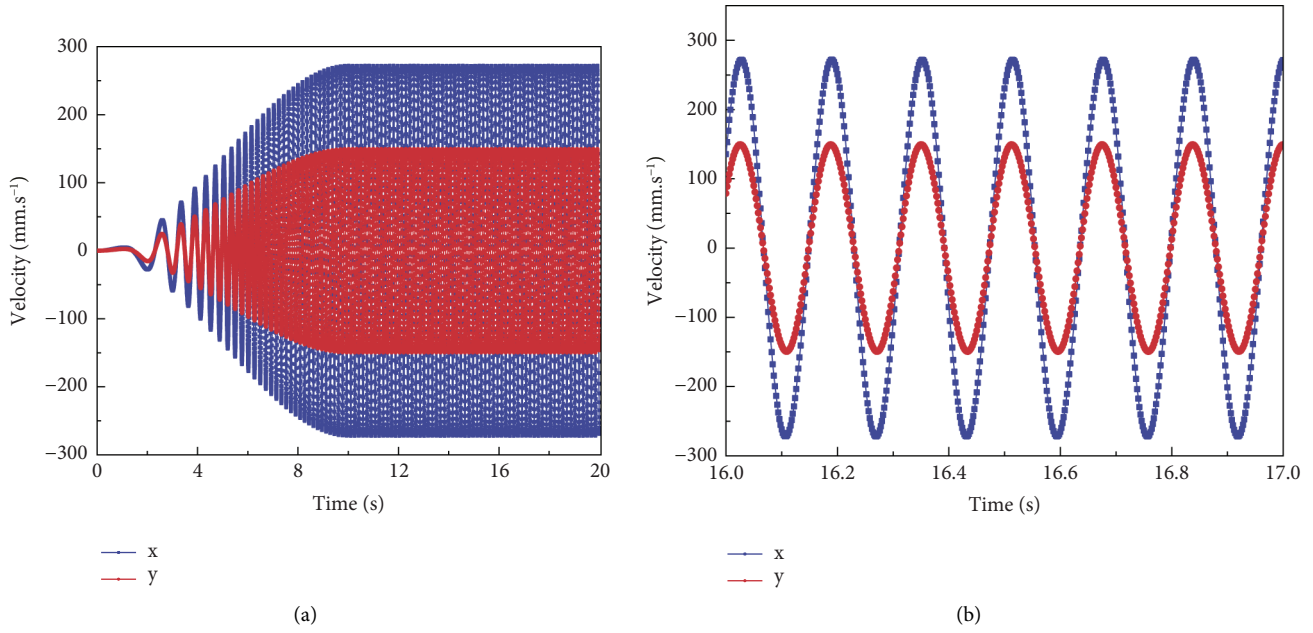 300
200
100
0
−100
−200
−300
Velocity (mm.s⁻¹)
0 4 8 12 16 20
Time (s)
x
y
(a)
300
200
100
0
−100
−200
−300
Velocity (mm.s⁻¹)
16.0 16.2 16.4 16.6 16.8 17.0
Time (s)
x
y
(b)